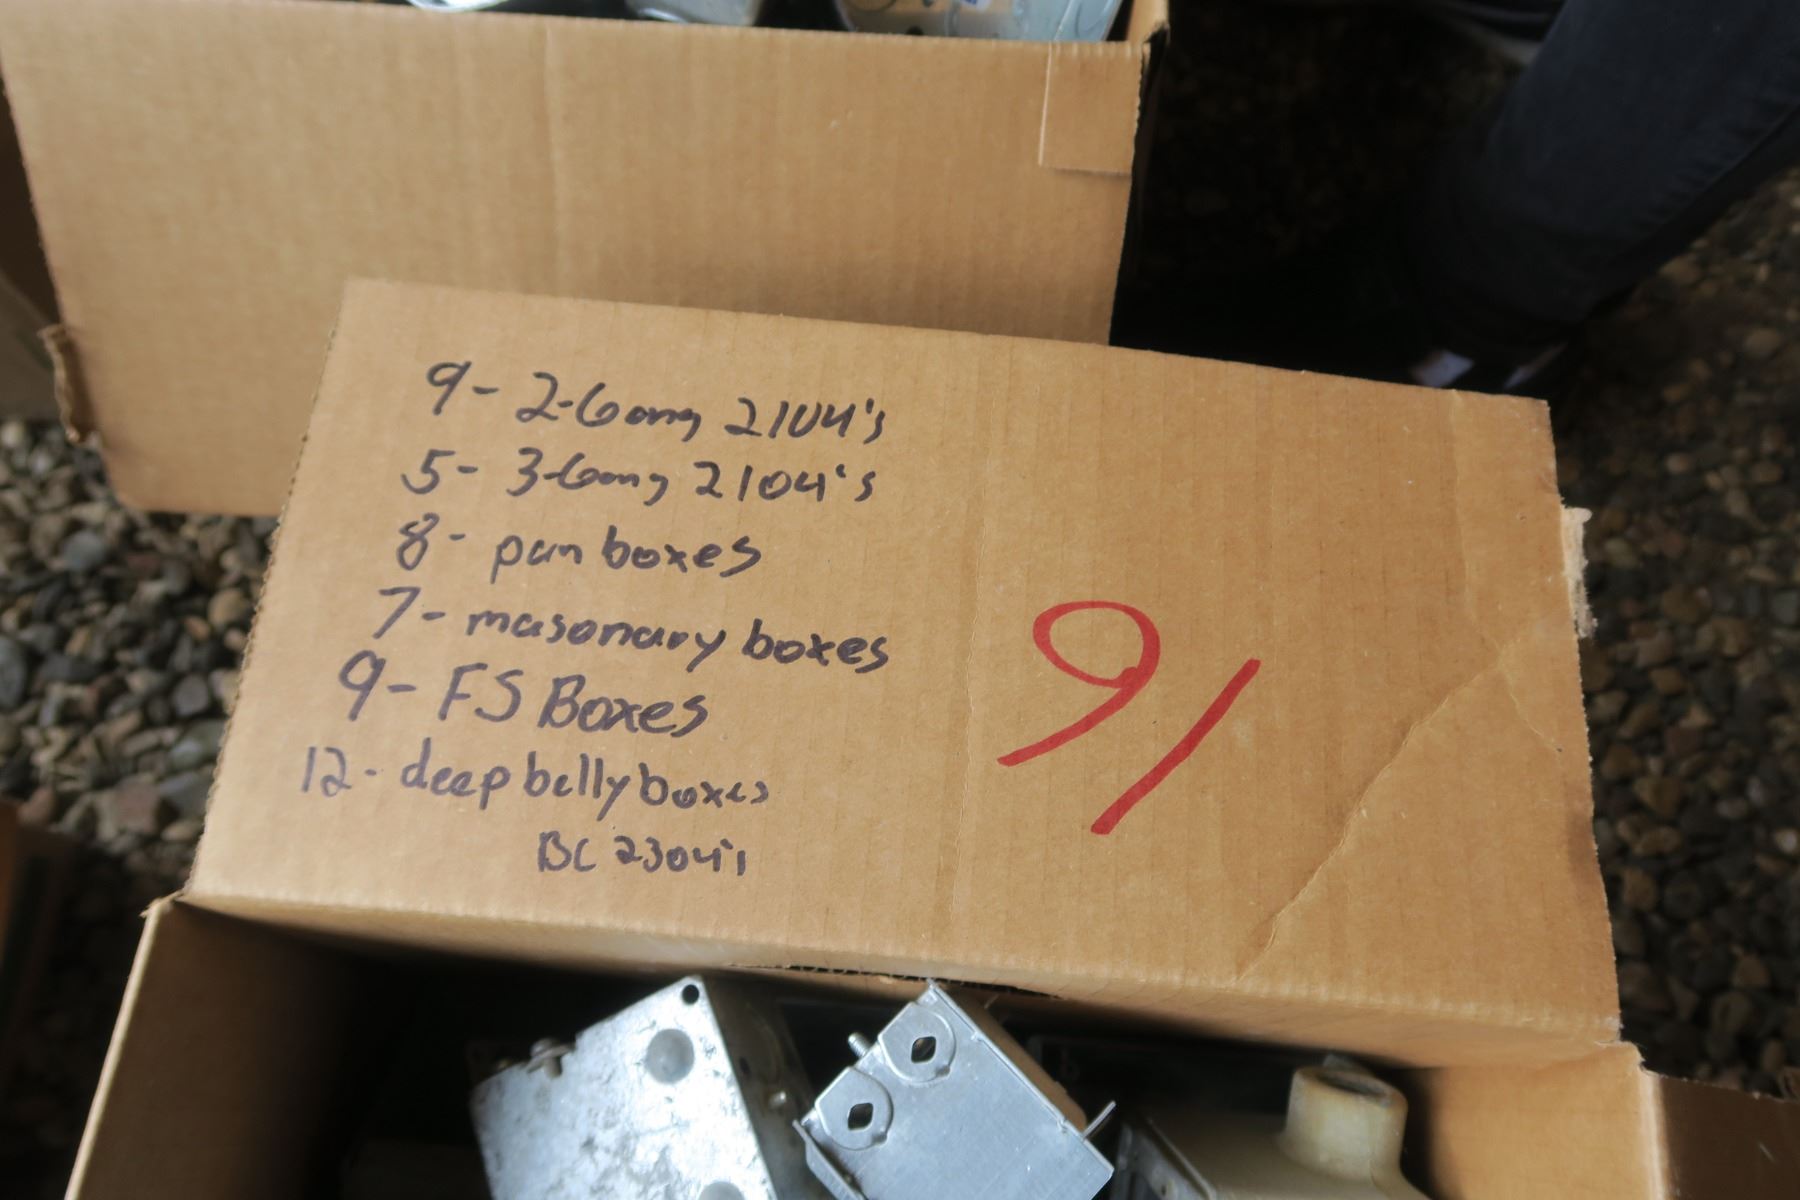 9- 2-Gang 2104's
5- 3-Gang 2104's
8- pan boxes
7- masonary boxes
9- FS Boxes
12- deep belly boxes
BC 2304's
91